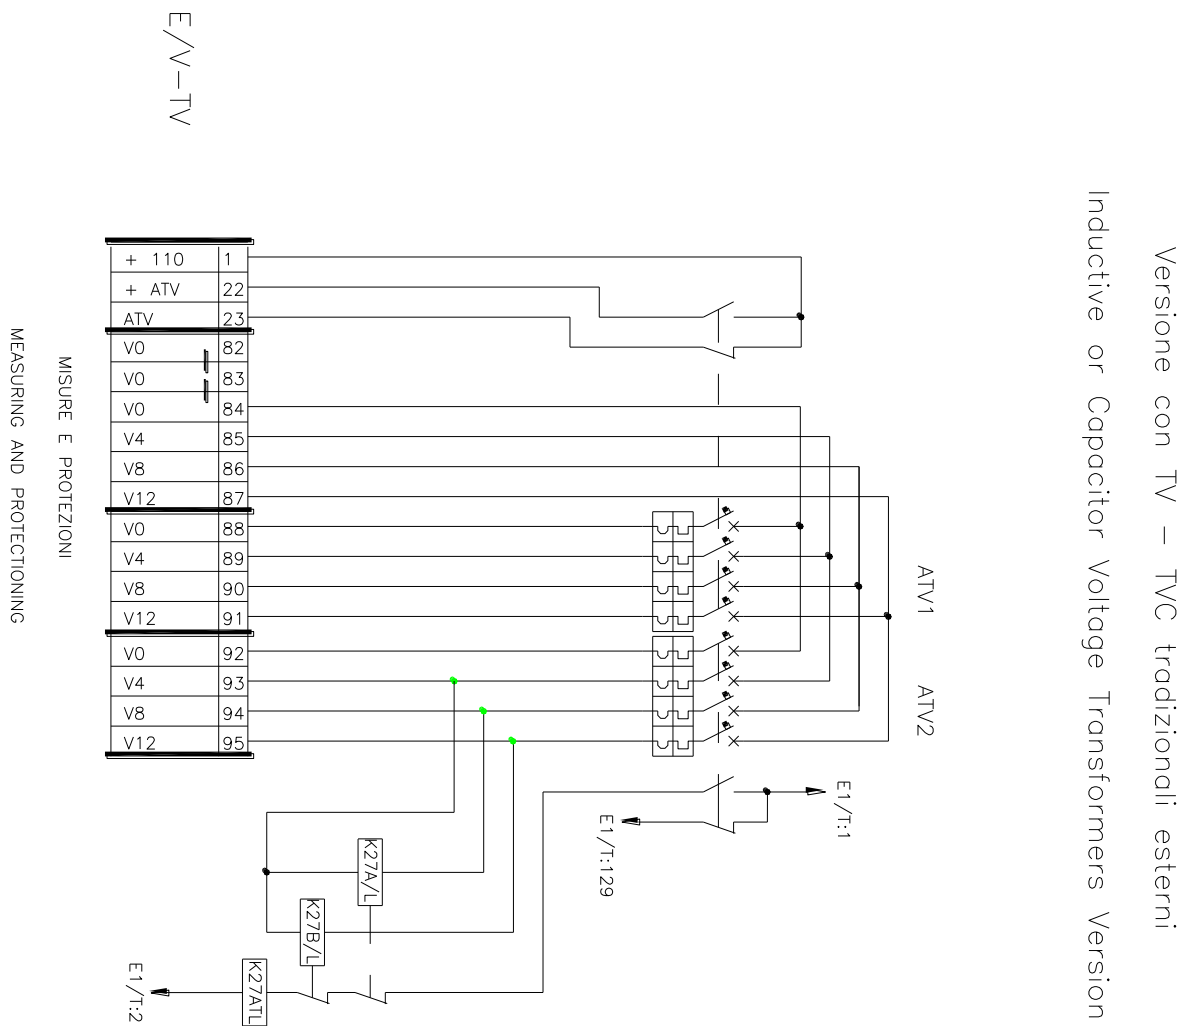 Versione con TV - TVC tradizionali esterni
Inductive or Capacitor Voltage Transformers Version
E/V-TV
MISURE E PROTEZIONI
MEASURING AND PROTECTIONING
+ 110 1
+ ATV 22
ATV 23
V0 82
V0 83
V0 84
V4 85
V8 86
V12 87
V0 88
V4 89
V8 90
V12 91
V0 92
V4 93
V8 94
V12 95
ATV1
ATV2
E1/T:1
E1/T:129
K27A/L
K27B/L
K27ATL
E1/T:2